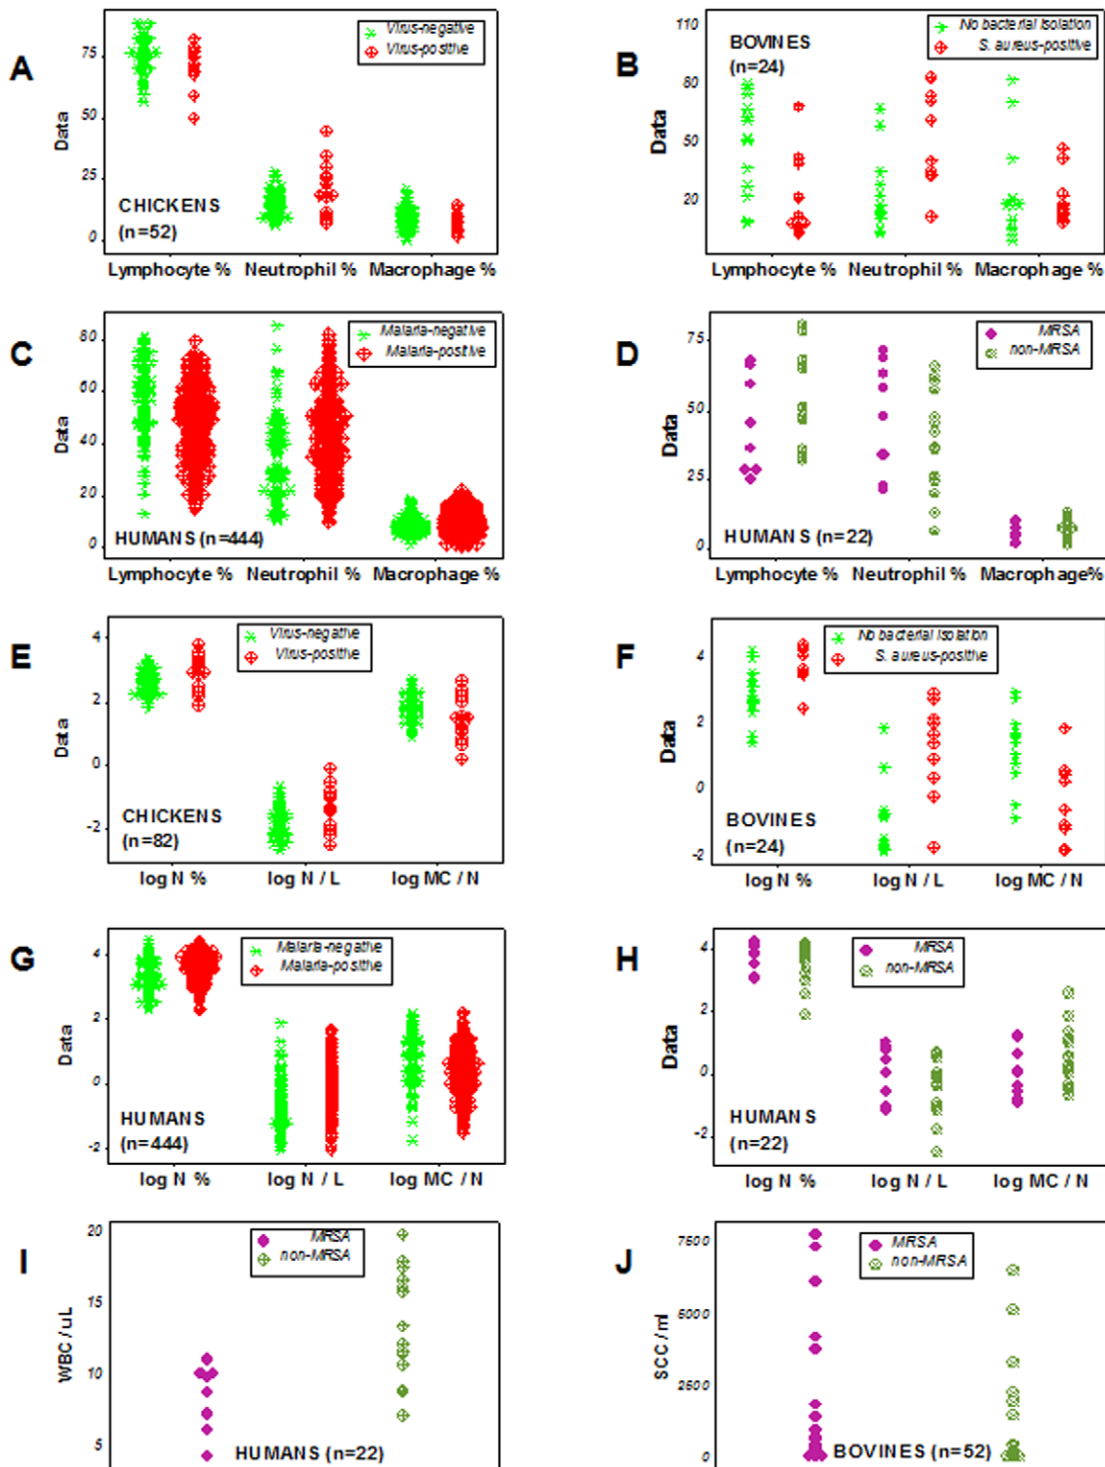 A
75
50
25
0
Data
Virus-negative
Virus-positive
CHICKENS
(n=52)
Lymphocyte % Neutrophil % Macrophage %
B
110
80
50
20
Data
No bacterial isolation
S. aureus-positive
BOVINES
(n=24)
Lymphocyte % Neutrophil % Macrophage %
C
80
60
40
20
0
Data
Malaria-negative
Malaria-positive
HUMANS (n=444)
Lymphocyte % Neutrophil % Macrophage %
D
75
50
25
0
Data
MRSA
non-MRSA
HUMANS (n=22)
Lymphocyte % Neutrophil % Macrophage%
E
4
2
0
-2
Data
Virus-negative
Virus-positive
CHICKENS
(n=82)
log N % log N / L log MC / N
F
4
2
0
-2
Data
No bacterial isolation
S. aureus-positive
BOVINES
(n=24)
log N % log N / L log MC / N
G
4
2
0
-2
Data
Malaria-negative
Malaria-positive
HUMANS
(n=444)
log N % log N / L log MC / N
H
4
2
0
-2
Data
MRSA
non-MRSA
HUMANS
(n=22)
log N % log N / L log MC / N
I
20
15
10
5
WBC / uL
MRSA
non-MRSA
HUMANS (n=22)
J
7500
5000
2500
0
SCC / ml
MRSA
non-MRSA
BOVINES (n=52)